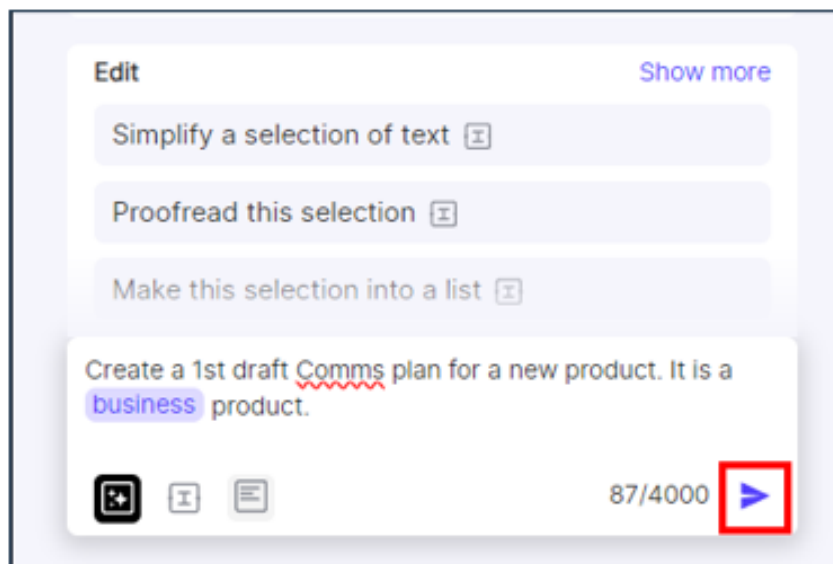 Edit Show more
Simplify a selection of text
Proofread this selection
Make this selection into a list
Create a 1st draft Comms plan for a new product. It is a
business product.
87/4000